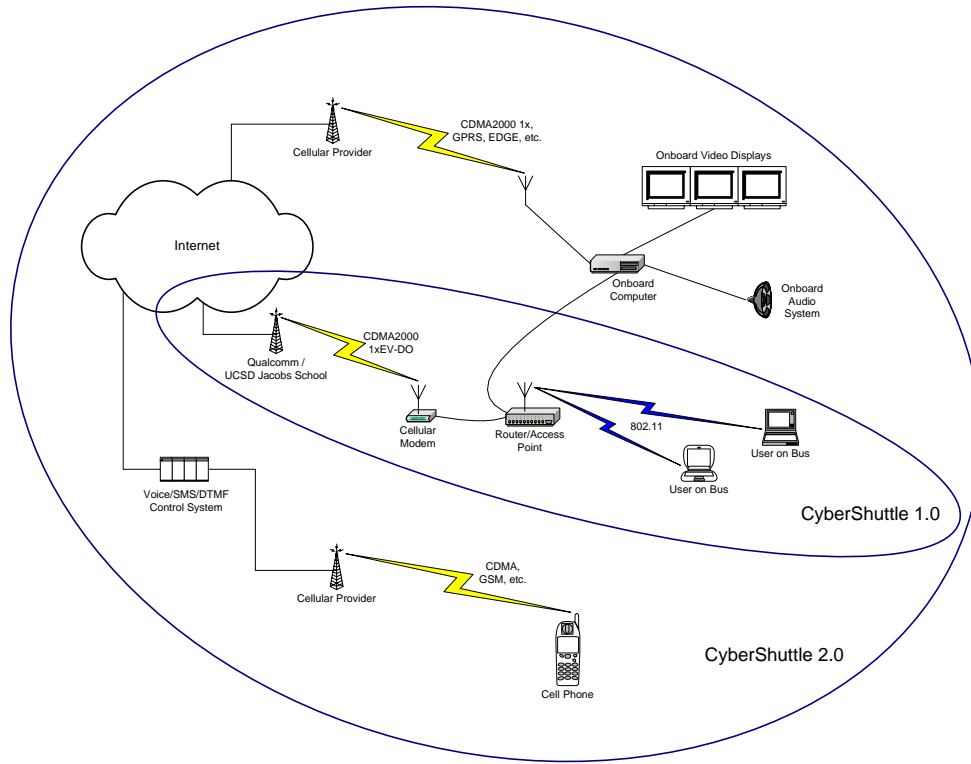 CDMA2000 1x,
GPRS, EDGE, etc.
Cellular Provider
Onboard Video Displays
Internet
Onboard
Computer
Onboard
Audio
System
CDMA2000
1xEV-DO
Qualcomm /
UCSD Jacobs School
Cellular
Modem
Router/Access
Point
802.11
User on Bus
User on Bus
CyberShuttle 1.0
Voice/SMS/DTMF
Control System
CDMA,
GSM, etc.
Cellular Provider
CyberShuttle 2.0
Cell Phone